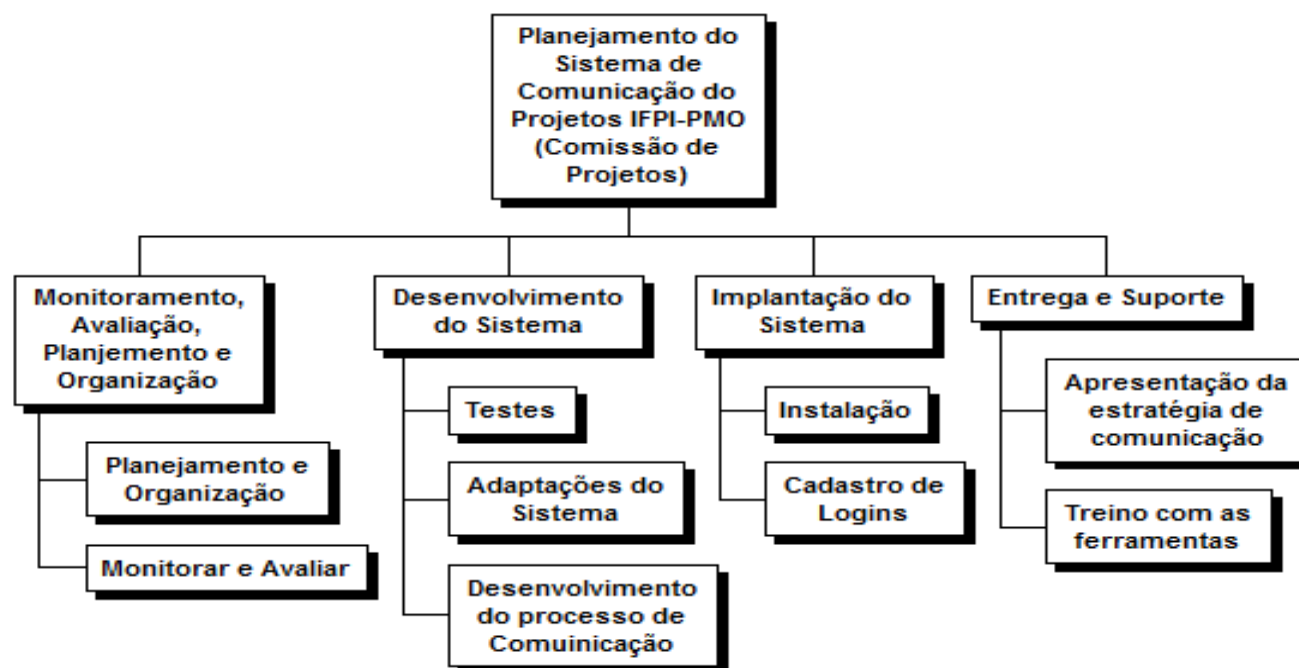 Planejamento do
Sistema de
Comunicação do
Projetos IFPI-PMO
(Comissão de
Projetos)
Monitoramento,
Avaliação,
Planjemento e
Organização
Planejamento e
Organização
Monitorar e Avaliar
Desenvolvimento
do Sistema
Testes
Adaptações do
Sistema
Desenvolvimento
do processo de
Comuinicação
Implantação do
Sistema
Instalação
Cadastro de
Logins
Entrega e Suporte
Apresentação da
estratégia de
comunicação
Treino com as
ferramentas